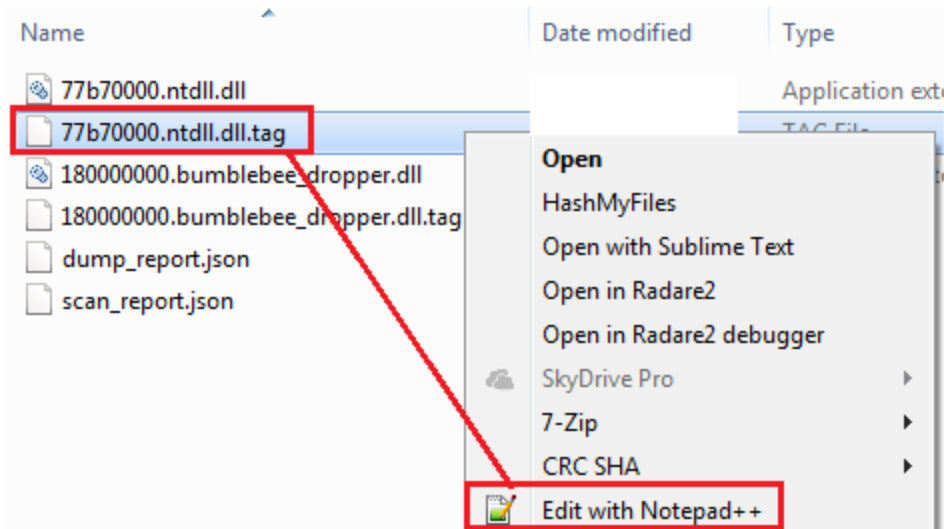 Name Date modified Type
77b70000.ntdll.dll Application exte
77b70000.ntdll.dll.tag TAG File
180000000.bumblebee_dropper.dll
180000000.bumblebee_dropper.dll.tag
dump_report.json
scan_report.json
Open
HashMyFiles
Open with Sublime Text
Open in Radare2
Open in Radare2 debugger
SkyDrive Pro
7-Zip
CRC SHA
Edit with Notepad++